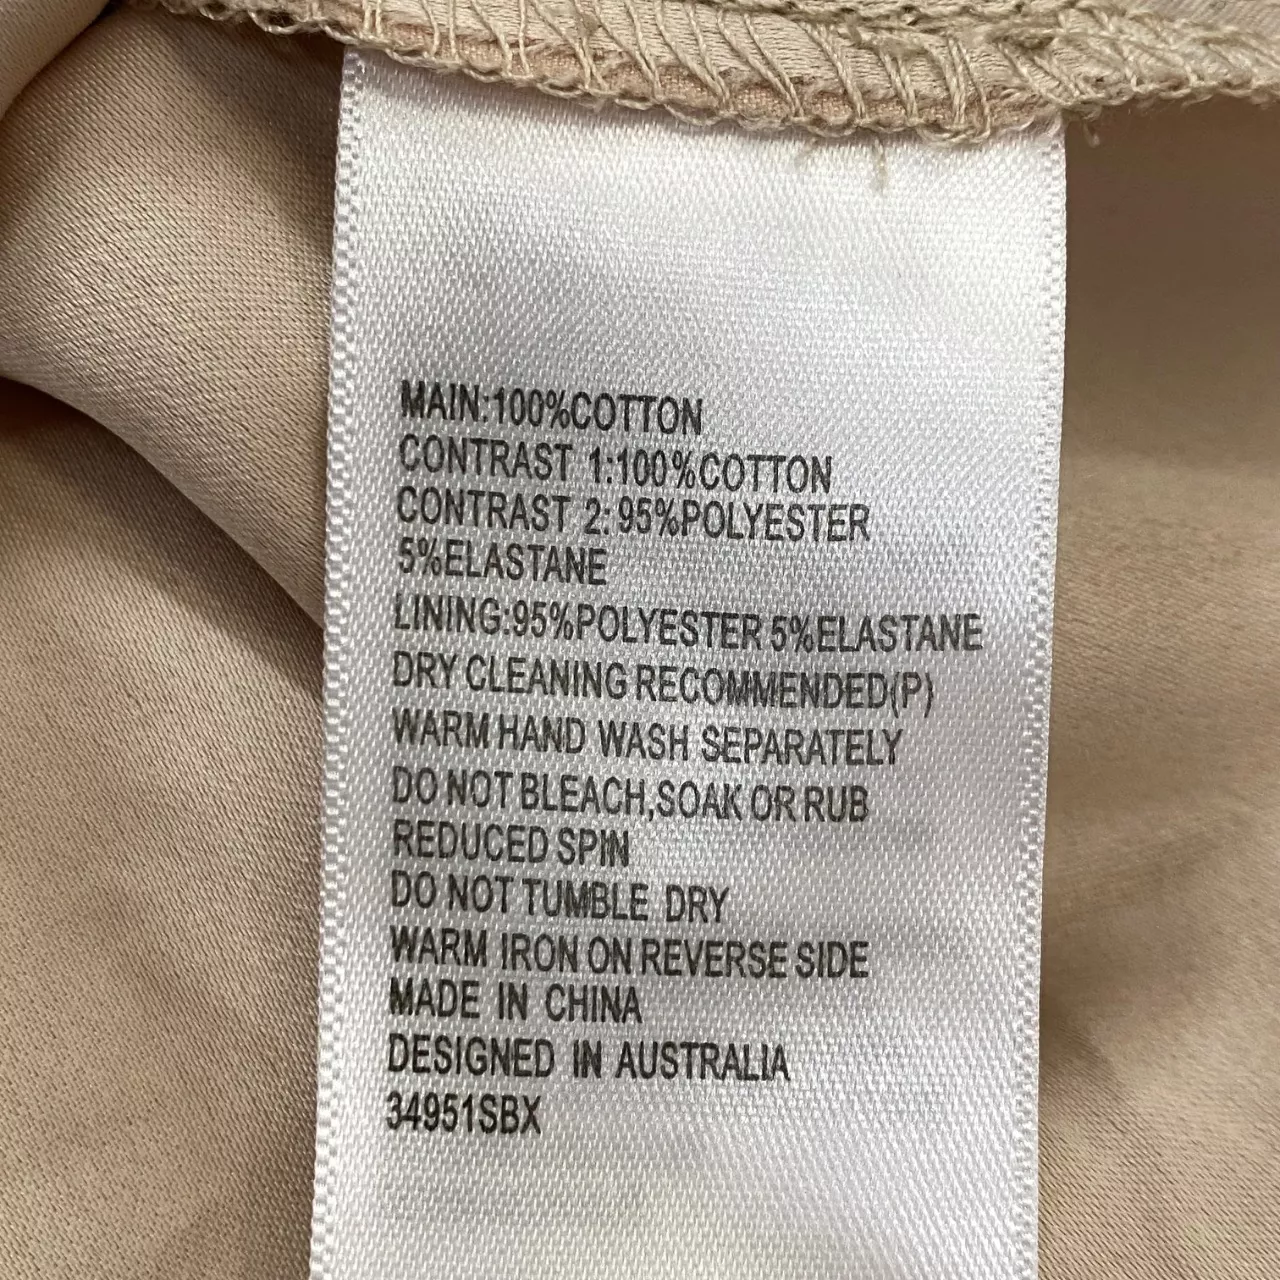 MAIN:100%COTTON
CONTRAST 1:100%COTTON
CONTRAST 2: 95%POLYESTER
5%ELASTANE
LINING:95%POLYESTER 5%ELASTANE
DRY CLEANING RECOMMENDED(P)
WARM HAND WASH SEPARATELY
DO NOT BLEACH,SOAK OR RUB
REDUCED SPIN
DO NOT TUMBLE DRY
WARM IRON ON REVERSE SIDE
MADE IN CHINA
DESIGNED IN AUSTRALIA
34951SBX